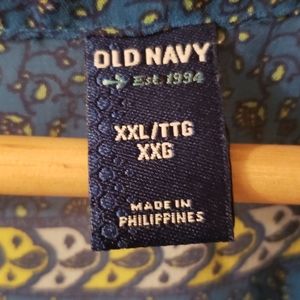 OLD NAVY
Est. 1994
XXL/TTG
XXG
MADE IN
PHILIPPINES